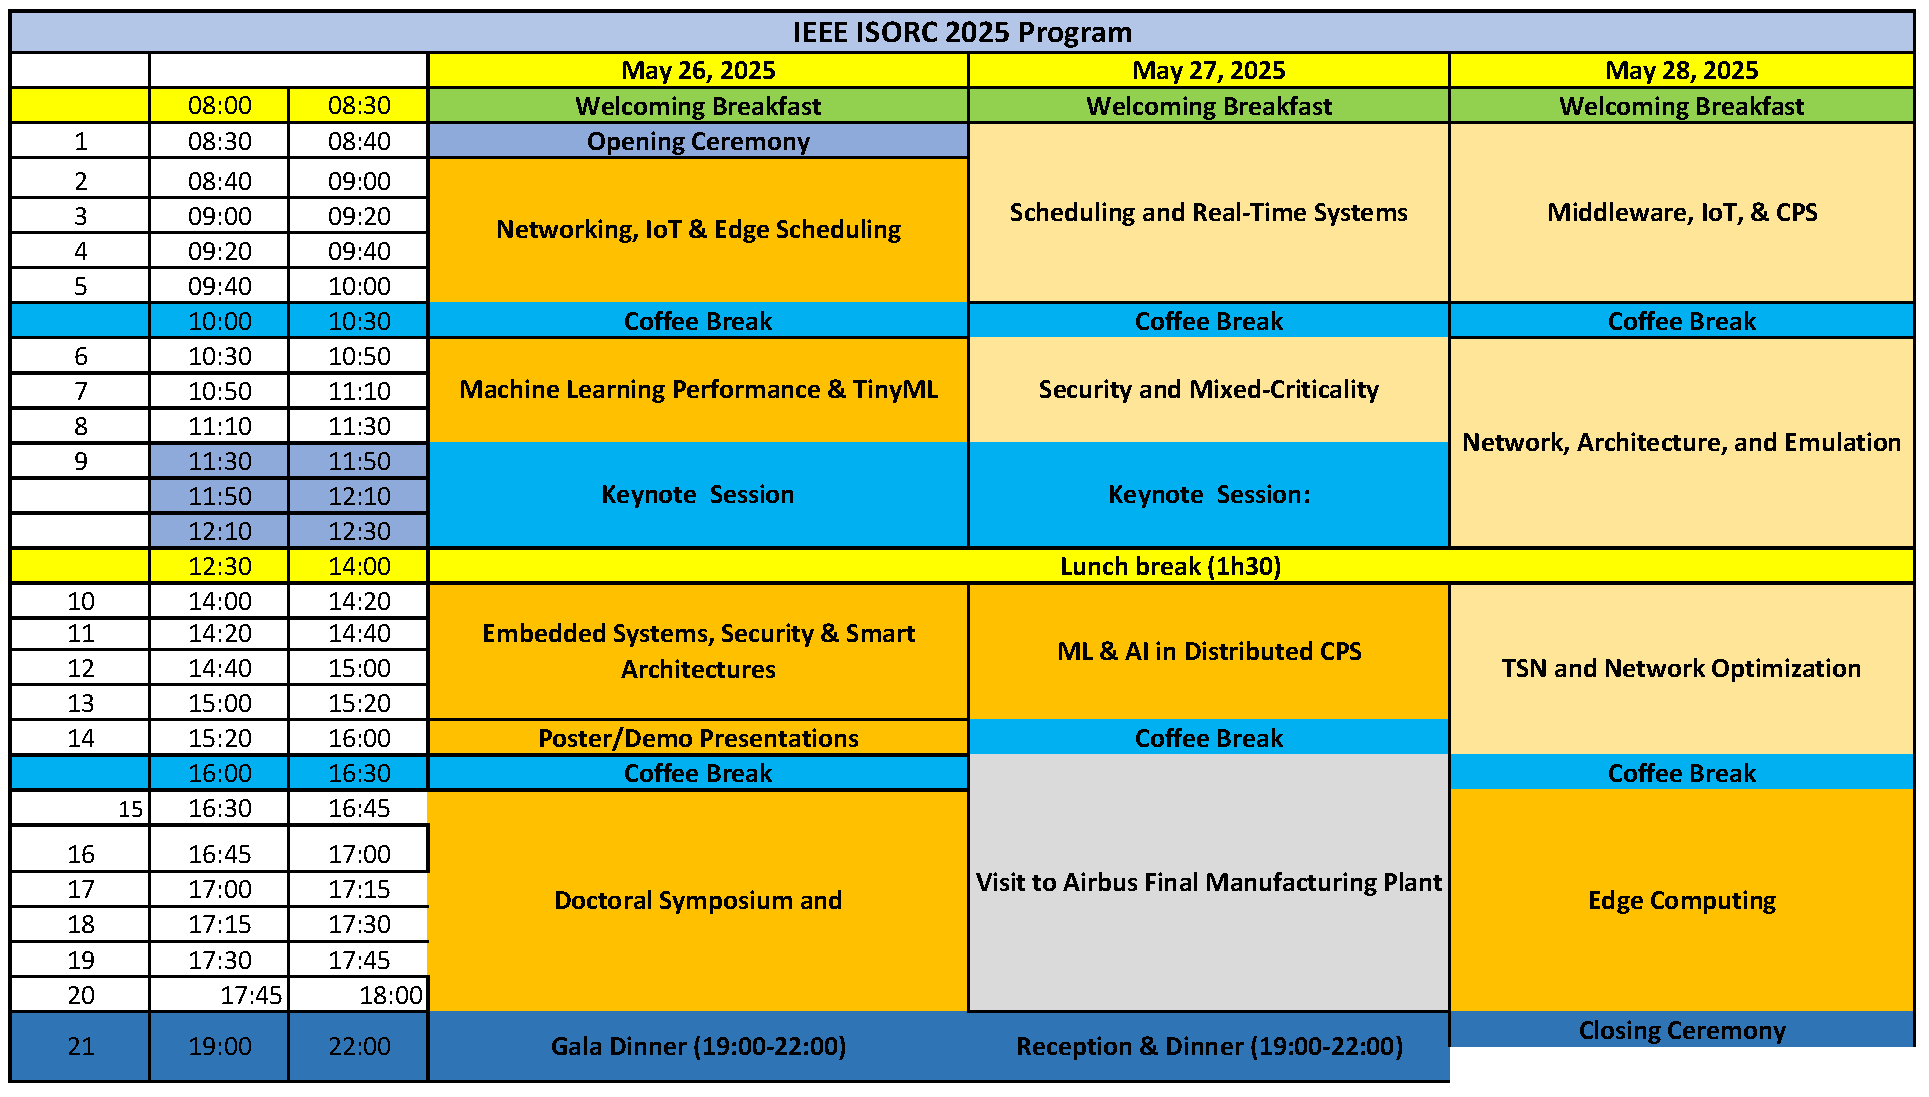 IEEE ISORC 2025 Program
May 26, 2025 May 27, 2025 May 28, 2025
08:00 08:30 Welcoming Breakfast Welcoming Breakfast Welcoming Breakfast
1 08:30 08:40 Opening Ceremony
2 08:40 09:00
3 09:00 09:20 Networking, IoT & Edge Scheduling Scheduling and Real-Time Systems Middleware, IoT, & CPS
4 09:20 09:40
5 09:40 10:00
10:00 10:30 Coffee Break Coffee Break Coffee Break
6 10:30 10:50
7 10:50 11:10 Machine Learning Performance & TinyML Security and Mixed-Criticality
8 11:10 11:30 Network, Architecture, and Emulation
9 11:30 11:50
11:50 12:10 Keynote Session Keynote Session:
12:10 12:30
12:30 14:00 Lunch break (1h30)
10 14:00 14:20
11 14:20 14:40 Embedded Systems, Security & Smart ML & AI in Distributed CPS
12 14:40 15:00 Architectures TSN and Network Optimization
13 15:00 15:20
14 15:20 16:00 Poster/Demo Presentations Coffee Break
16:00 16:30 Coffee Break Coffee Break
15 16:30 16:45
16 16:45 17:00
17 17:00 17:15 Doctoral Symposium and Visit to Airbus Final Manufacturing Plant Edge Computing
18 17:15 17:30
19 17:30 17:45
20 17:45 18:00
21 19:00 22:00 Gala Dinner (19:00-22:00) Reception & Dinner (19:00-22:00) Closing Ceremony